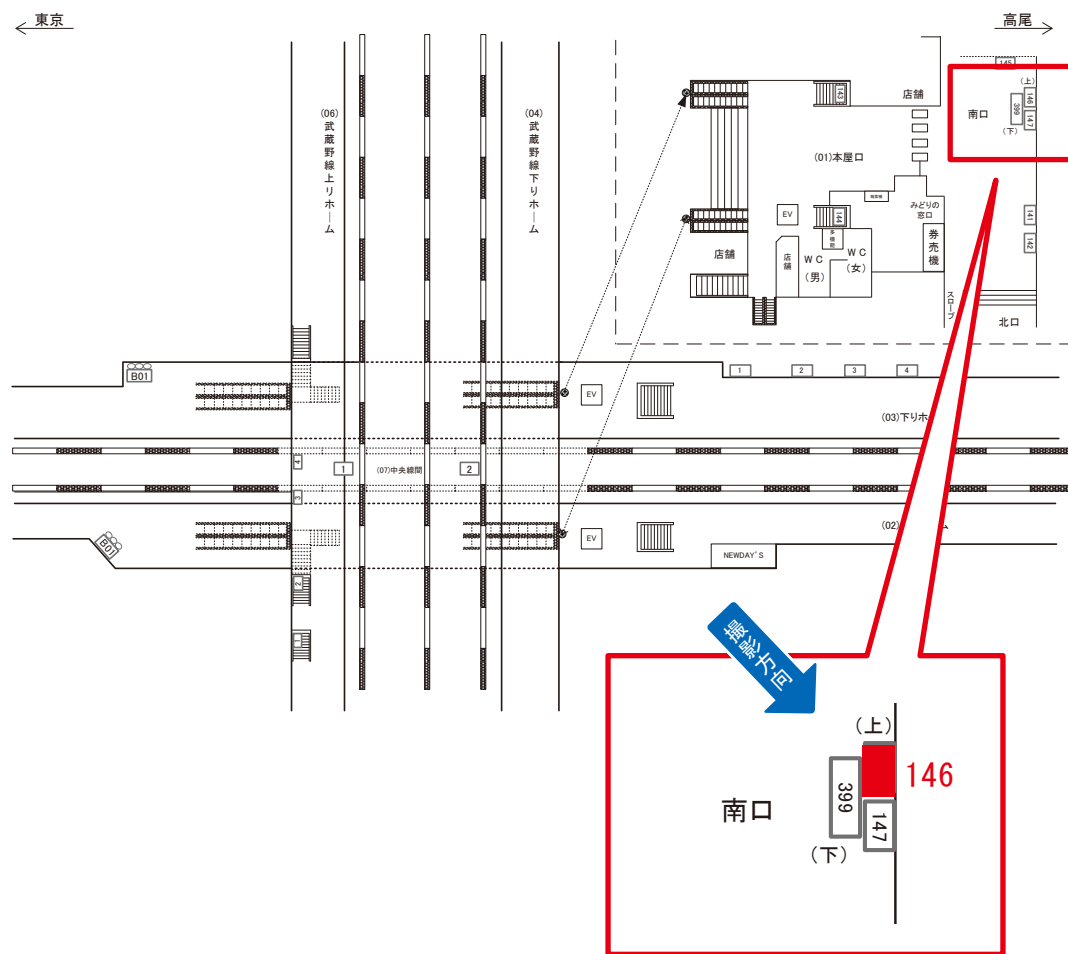 東京
高尾
(06)武蔵野線上りホーム
(04)武蔵野線下りホーム
145
(上)
146
399
147
(下)
南口
店舗
143
(01)本屋口
144
EV
多機能
みどりの
窓口
券売機
141
142
店舗
店舗
WC
(男)
WC
(女)
スロープ
北口
B01
EV
1
2
3
4
(03)下りホ
4
1
(07)中央線間
2
3
B01
EV
(02)
ム
NEWDAY'S
2
1
撮影方向
(上)
146
399
南口
147
(下)